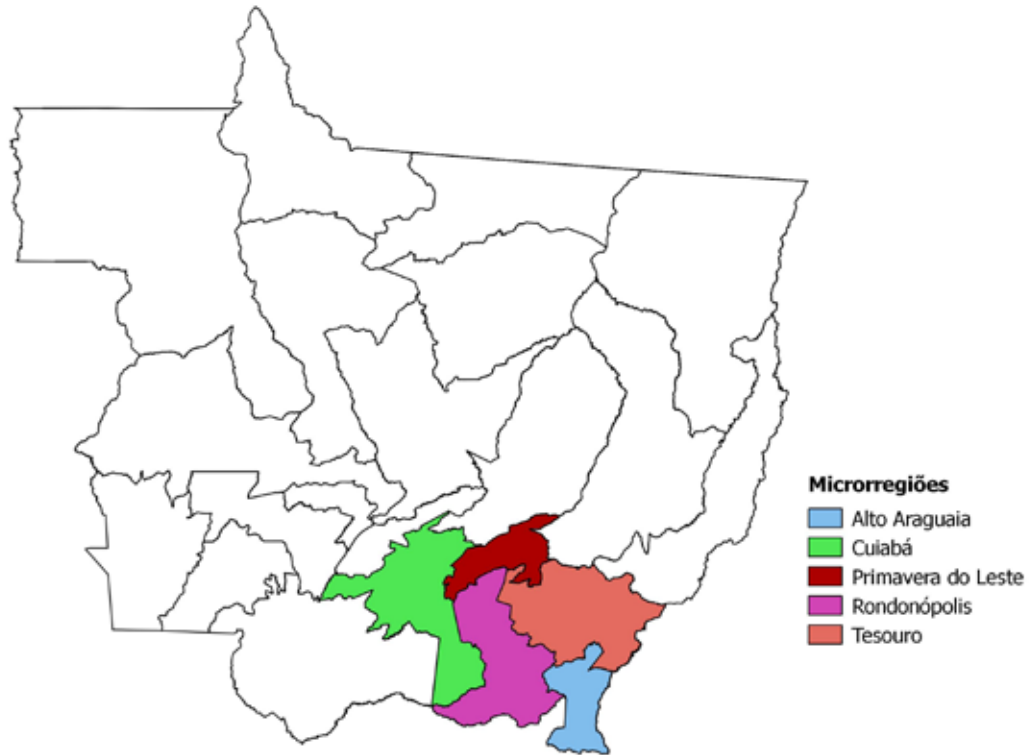 Microrregiões
Alto Araguaia
Cuiabá
Primavera do Leste
Rondonópolis
Tesouro